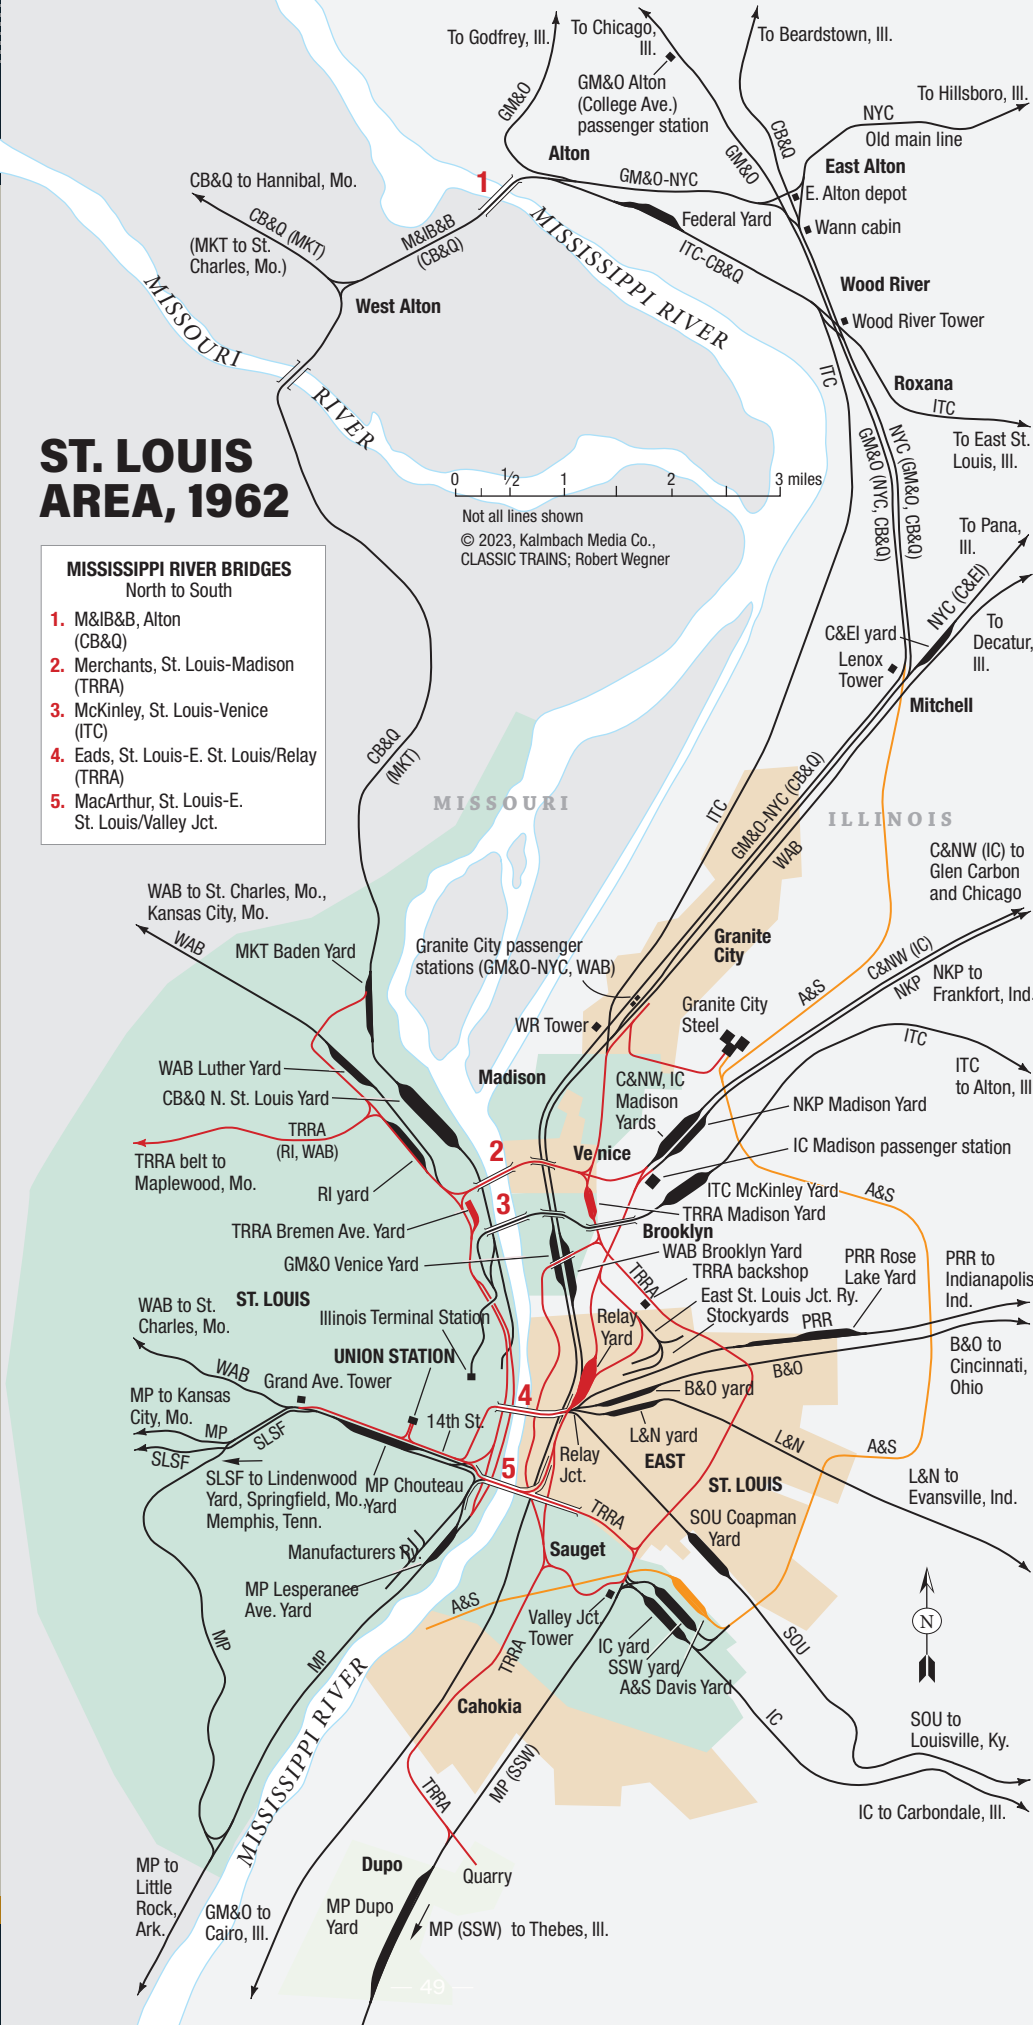 To Godfrey, Ill.
To Chicago,
Ill.
To Beardstown, Ill.
GM&O
GM&O Alton
(College Ave.)
passenger station
CB&Q
GM&O
To Hillsboro, Ill.
NYC
Old main line
Alton
East Alton
GM&O-NYC
E. Alton depot
CB&Q to Hannibal, Mo.
1
Federal Yard
Wann cabin
CB&Q (MKT)
M&IB&B
(CB&Q)
(MKT to St.
Charles, Mo.)
ITC-CB&Q
MISSISSIPPI RIVER
MISSOURI
RIVER
West Alton
Wood River
Wood River Tower
ITC
Roxana
ITC
To East St.
Louis, Ill.
GM&O (NYC, CB&Q)
NYC (GM&O, CB&Q)
ST. LOUIS
AREA, 1962
0 1/2 1 2 3 miles
Not all lines shown
© 2023, Kalmbach Media Co.,
CLASSIC TRAINS; Robert Wegner
MISSISSIPPI RIVER BRIDGES
North to South
1. M&IB&B, Alton
(CB&Q)
2. Merchants, St. Louis-Madison
(TRRA)
3. McKinley, St. Louis-Venice
(ITC)
4. Eads, St. Louis-E. St. Louis/Relay
(TRRA)
5. MacArthur, St. Louis-E.
St. Louis/Valley Jct.
To Pana,
Ill.
NYC (C&EI)
To
Decatur,
Ill.
C&EI yard
Lenox
Tower
Mitchell
CB&Q
(MKT)
MISSOURI
ILLINOIS
ITC
GM&O-NYC (CB&Q)
WAB
C&NW (IC) to
Glen Carbon
and Chicago
WAB to St. Charles, Mo.,
Kansas City, Mo.
WAB
MKT Baden Yard
Granite City passenger
stations (GM&O-NYC, WAB)
Granite
City
C&NW (IC)
NKP
NKP to
Frankfort, Ind.
A&S
WR Tower
Granite City
Steel
ITC
ITC
to Alton, Ill
WAB Luther Yard
CB&Q N. St. Louis Yard
Madison
C&NW, IC
Madison
Yards
NKP Madison Yard
TRRA
(RI, WAB)
TRRA belt to
Maplewood, Mo.
2
Venice
IC Madison passenger station
RI yard
3
ITC McKinley Yard
A&S
TRRA Madison Yard
TRRA Bremen Ave. Yard
Brooklyn
GM&O Venice Yard
WAB Brooklyn Yard
TRRA
TRRA backshop
PRR Rose
Lake Yard
PRR to
Indianapolis
Ind.
East St. Louis Jct. Ry.
Stockyards
WAB to St.
Charles, Mo.
ST. LOUIS
Illinois Terminal Station
Relay
Yard
PRR
B&O to
Cincinnati,
Ohio
WAB
UNION STATION
B&O
Grand Ave. Tower
MP to Kansas
City, Mo.
4
B&O yard
14th St.
MP
SLSF
SLSF
L&N yard
L&N
A&S
Relay
Jct.
EAST
ST. LOUIS
5
L&N to
Evansville, Ind.
SLSF to Lindenwood
Yard, Springfield, Mo.,
Memphis, Tenn.
MP Chouteau
Yard
TRRA
SOU Coapman
Yard
Manufacturers Ry.
Sauget
MP Lesperance
Ave. Yard
A&S
Valley Jct.
Tower
IC yard
SSW yard
A&S Davis Yard
SOU
MP
MP
TRRA
MISSISSIPPI RIVER
Cahokia
IC
N
SOU to
Louisville, Ky.
MP (SSW)
TRRA
IC to Carbondale, Ill.
MP to
Little
Rock,
Ark.
Dupo
Quarry
GM&O to
Cairo, Ill.
MP Dupo
Yard
MP (SSW) to Thebes, Ill.
— 49 —